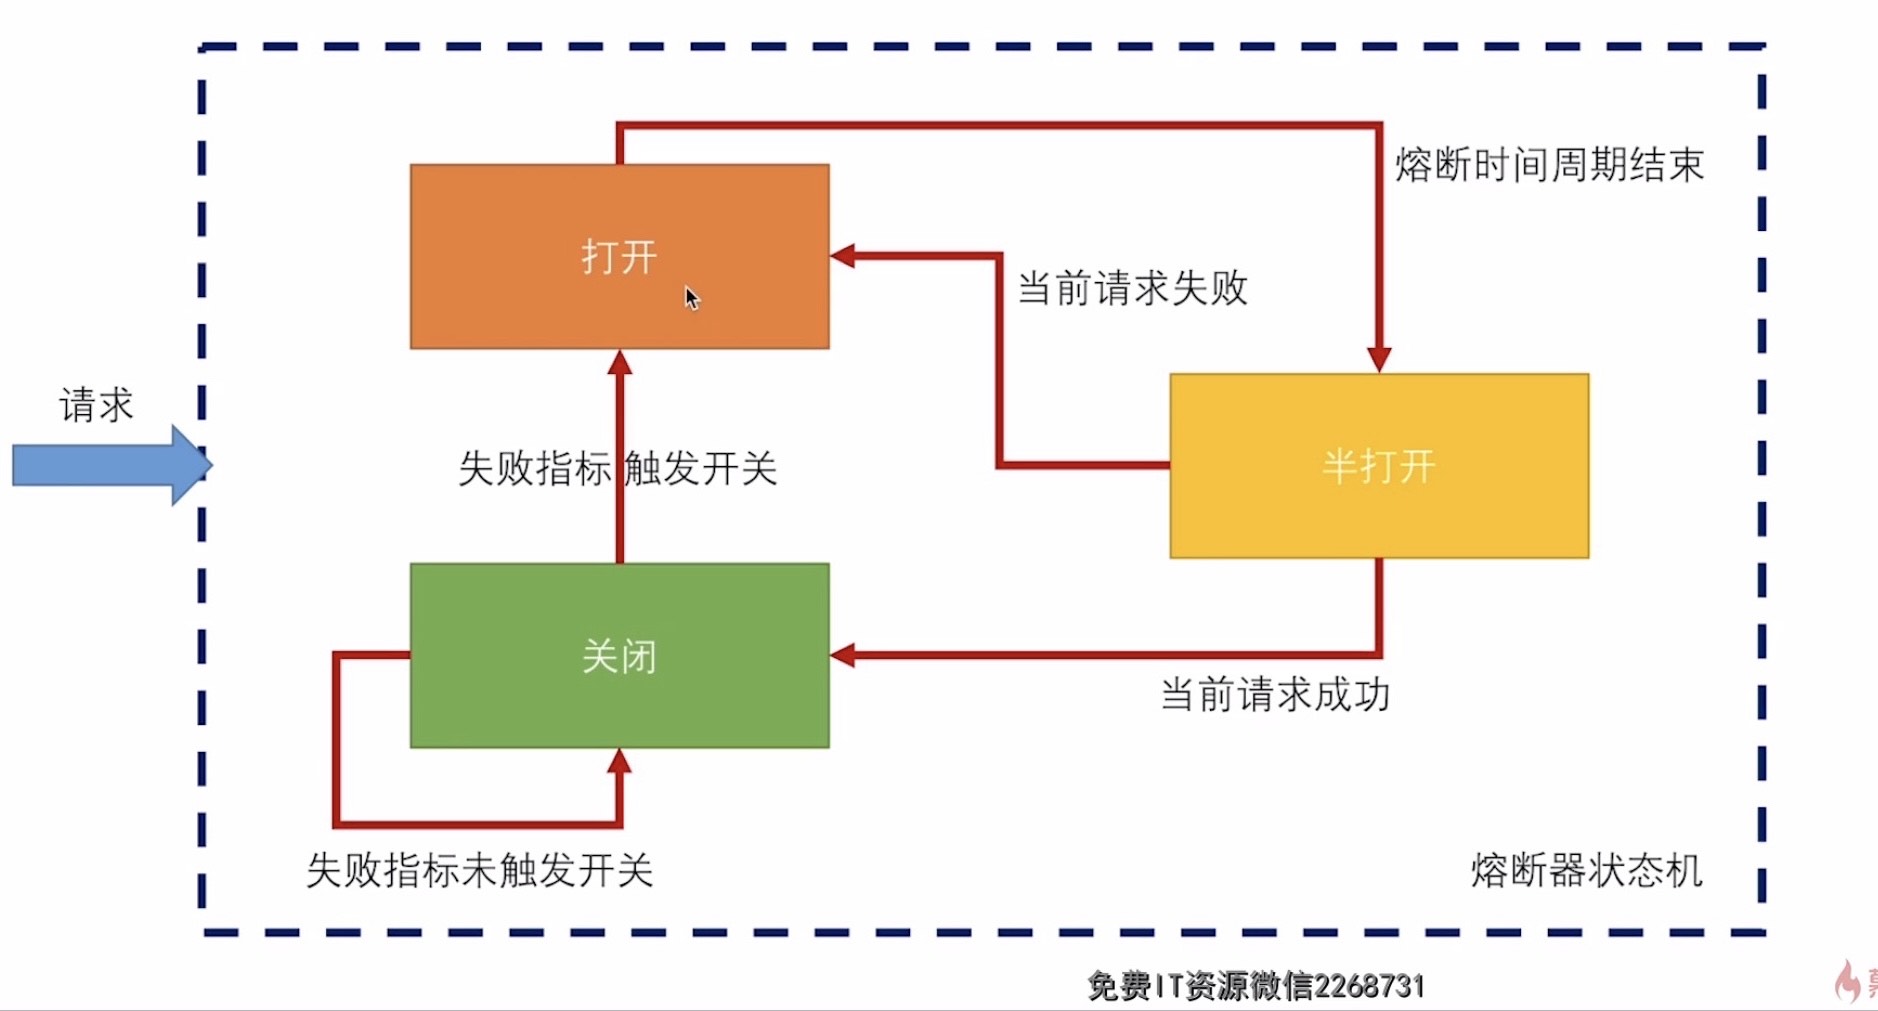 熔断时间周期结束
打开
当前请求失败
请求
失败指标 触发开关
半打开
关闭
当前请求成功
失败指标未触发开关
熔断器状态机
免费IT资源微信2268731